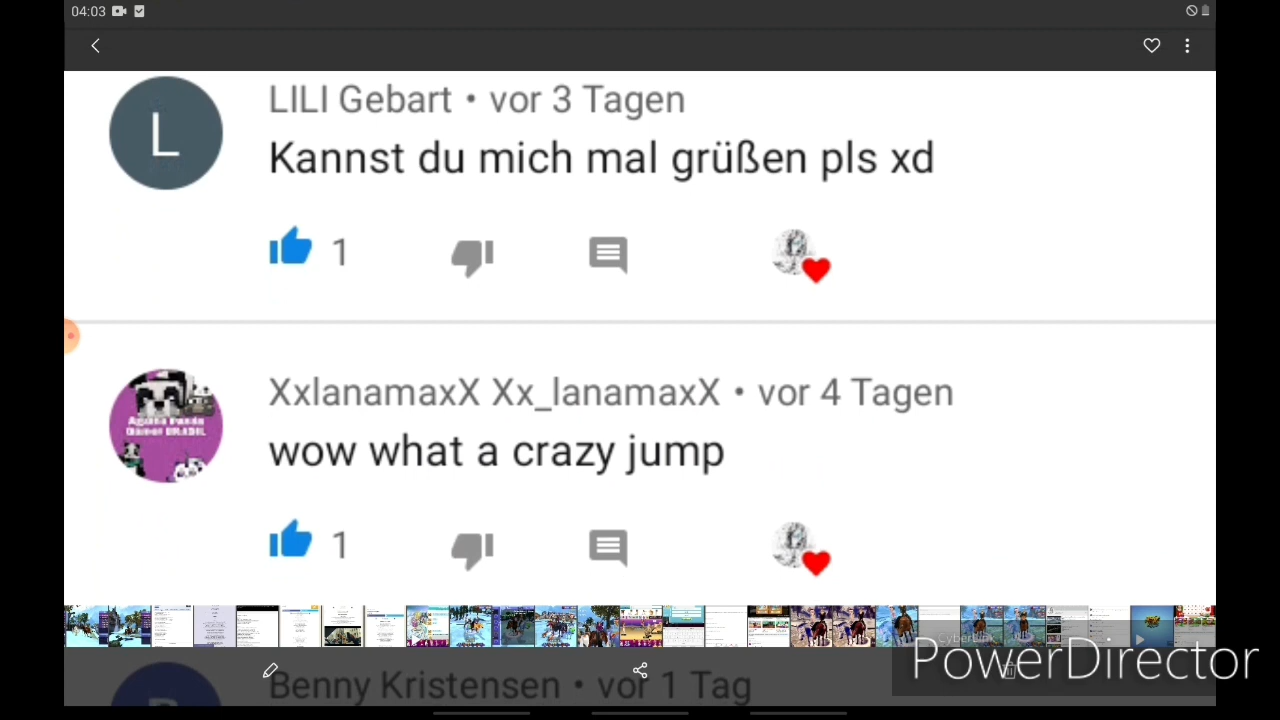 04:03
LILI Gebart • vor 3 Tagen
Kannst du mich mal grüßen pls xd
1
L
XxlanamaxX Xx_lanamaxX • vor 4 Tagen
wow what a crazy jump
1
PowerDirector
Benny Kristensen • vor 1 Tag